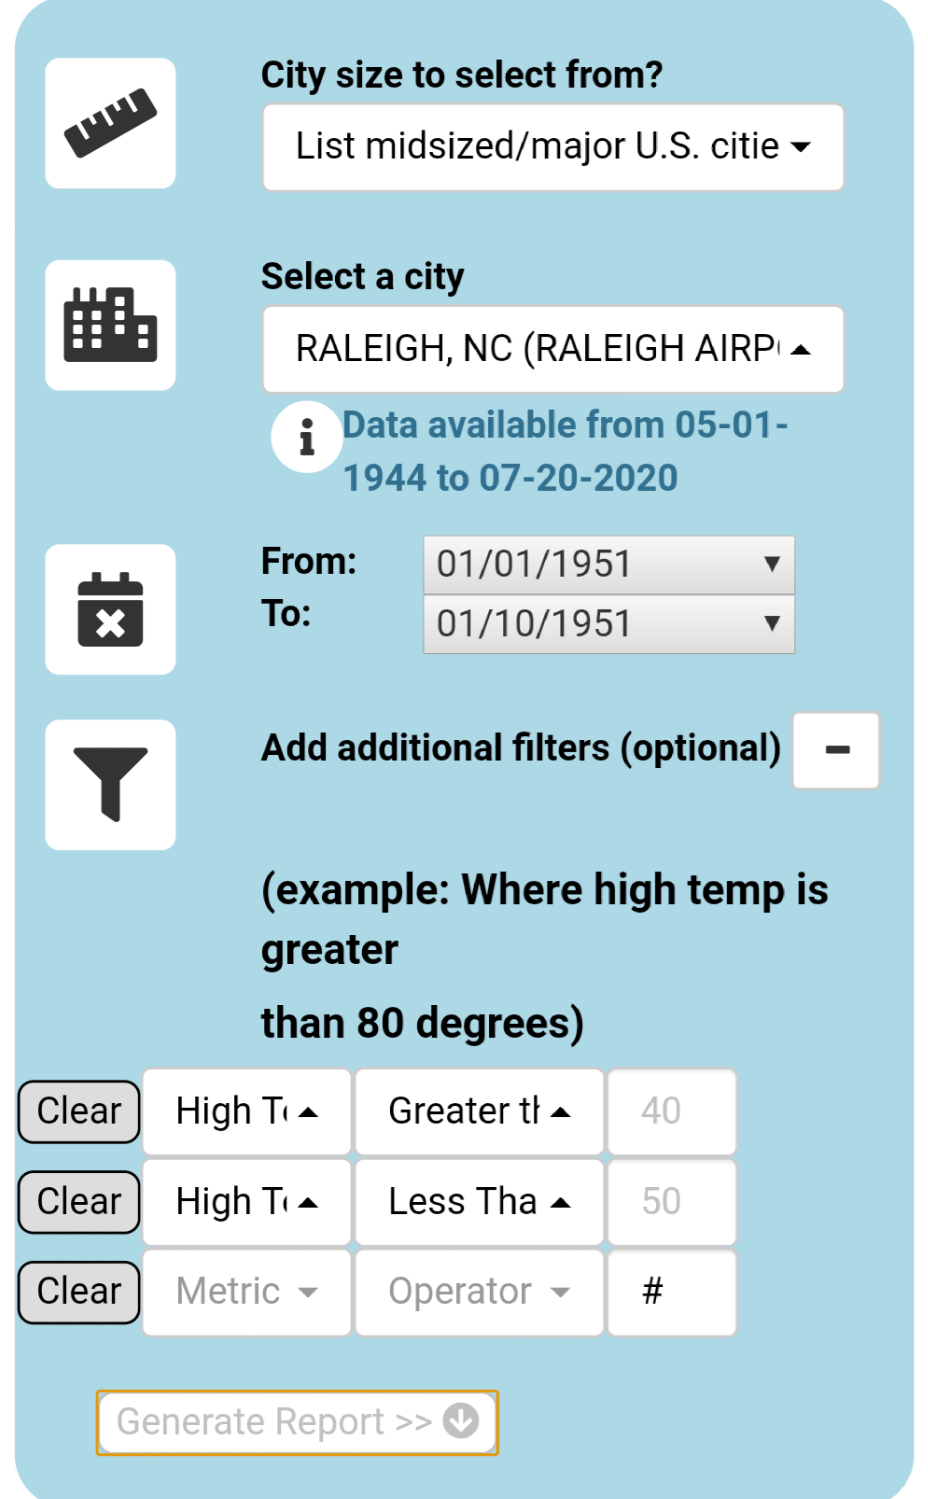 City size to select from?
List midsized/major U.S. citie
Select a city
RALEIGH, NC (RALEIGH AIRP
Data available from 05-01-
1944 to 07-20-2020
From:
01/01/1951
To:
01/10/1951
Add additional filters (optional)
(example: Where high temp is
greater
than 80 degrees)
Clear High Te Greater th 40
Clear High Te Less Tha 50
Clear Metric Operator #
Generate Report >>